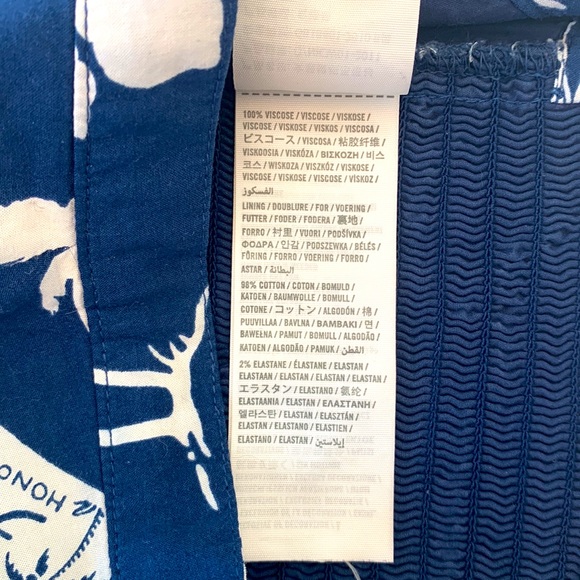 100% VISCOSE / VISCOSE / VISKOSE /
VISCOSE / VISKOSE / VISKOS / VISCOSA /
ビスコース / VISCOSA / 粘胶纤维 /
VISKOOSIA / VISKÓZA / ΒΙΣΚΟΖΗ / 비스
코스 / WISKOZA / VISZKÓZ / VISKOSE /
VISCOSE / VISKOSE / VISCOSE / VİSKOZ /
الفسكوز
LINING / DOUBLURE / FOR / VOERING /
FUTTER / FODER / FODERA / 裏地 /
FORRO / 衬里 / VUORI / PODŠÍVKA /
ΦΟΔΡΑ / 안감 / PODSZEWKA / BÉLÉS /
FÔRING / FORRO / VOERING / FORRO /
ASTAR / البطانة
98% COTTON / COTON / BOMULD /
KATOEN / BAUMWOLLE / BOMULL /
COTONE / コットン / ALGODÓN / 棉 /
PUUVILLAA / BAVLNA / ΒΑΜΒΑΚΙ / 면 /
BAWEŁNA / PAMUT / BOMULL / ALGODÃO /
KATOEN / ALGODÃO / PAMUK / القطن
2% ELASTANE / ÉLASTANE / ELASTAN /
ELASTAAN / ELASTAN / ELASTAN / ELASTAN /
エラスタン / ELASTANO / 氨纶 /
ELASTAANIA / ELASTAN / ΕΛΑΣΤΑΝΗ /
엘라스탄 / ELASTAN / ELASZTÁN /
ELASTAN / ELASTANO / ELASTIEN /
ELASTANO / ELASTAN / إيلاستين
HONO